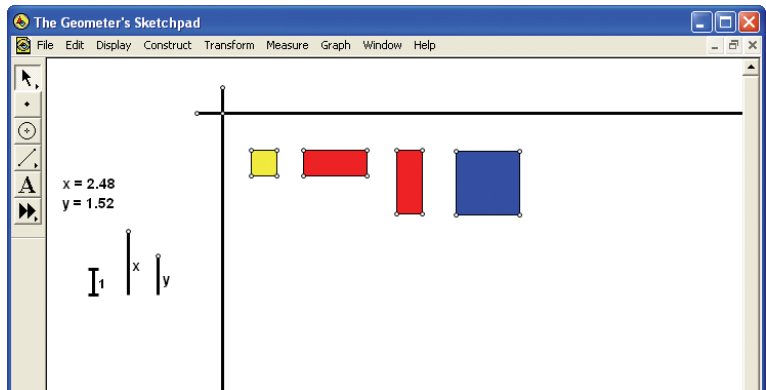 The Geometer's Sketchpad
File Edit Display Construct Transform Measure Graph Window Help
A
x = 2.48
y = 1.52
1
x
y